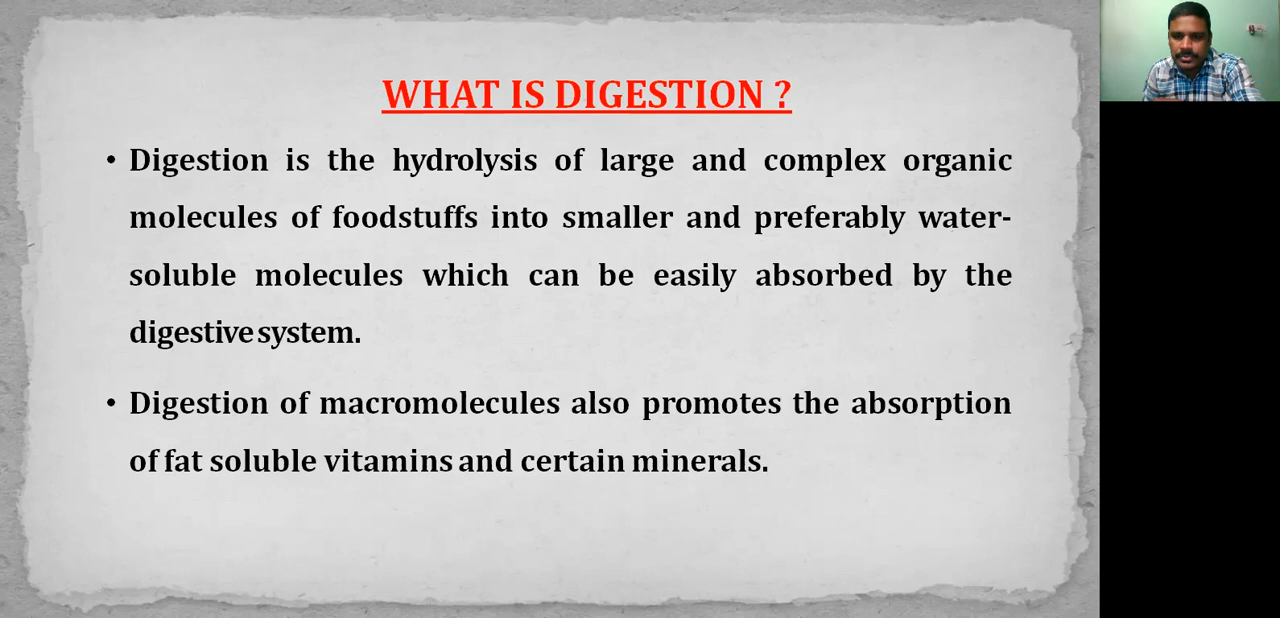 WHAT IS DIGESTION ?
• Digestion is the hydrolysis of large and complex organic
molecules of foodstuffs into smaller and preferably water-
soluble molecules which can be easily absorbed by the
digestive system.
• Digestion of macromolecules also promotes the absorption
of fat soluble vitamins and certain minerals.